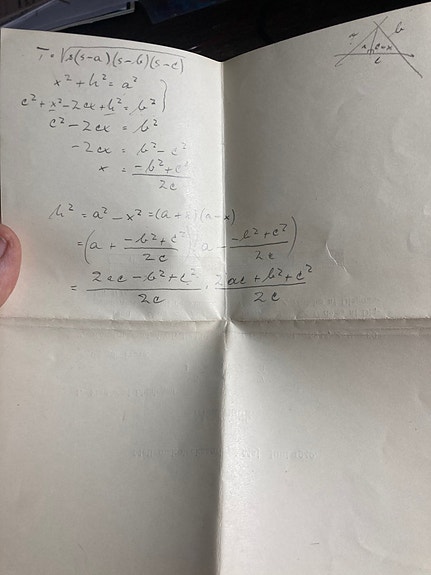 T = √s(s-a)(s-b)(s-c)
a b
x c-x
c
x² + h² = a²
c² + x² - 2cx + h² = b² }
c² - 2cx = b²
-2cx = b² - c²
x = (-b² + c²)/2c
h² = a² - x² = (a + x)(a - x)
= (a + (-b² + c²)/2c)(a - (-b² + c²)/2c)
= (2ac - b² + c²)/2c · (2ac + b² + c²)/2c